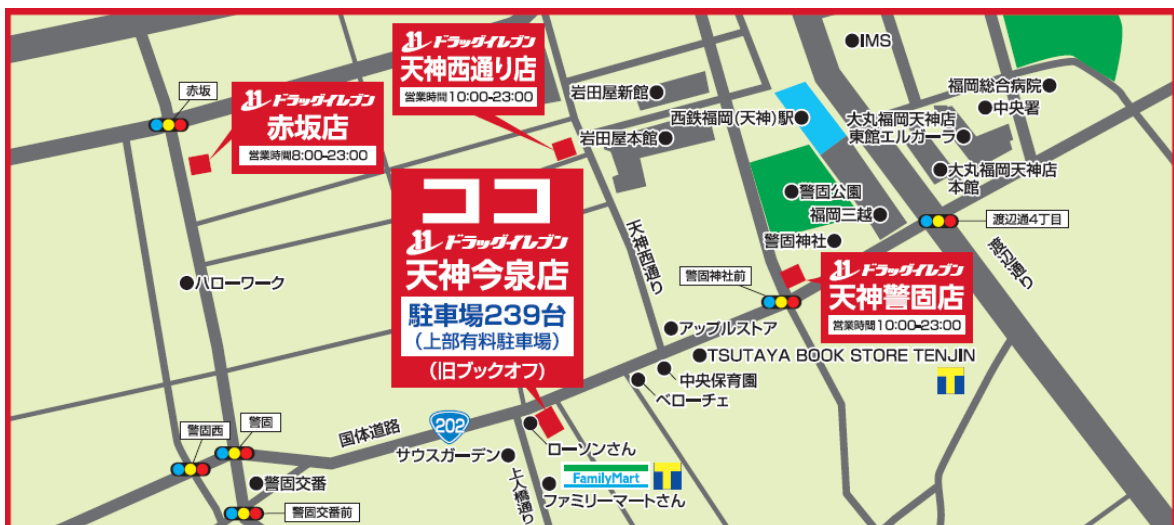 赤坂
ドラッグイレブン
赤坂店
営業時間8:00-23:00
ドラッグイレブン
天神西通り店
営業時間10:00-23:00
岩田屋新館
岩田屋本館
IMS
西鉄福岡(天神)駅
大丸福岡天神店
東館エルガーラ
福岡総合病院
中央署
大丸福岡天神店
本館
警固公園
福岡三越
警固神社
渡辺通4丁目
渡辺通り
ココ
ドラッグイレブン
天神今泉店
駐車場239台
(上部有料駐車場)
(旧ブックオフ)
天神西通り
警固神社前
ドラッグイレブン
天神警固店
営業時間10:00-23:00
ハローワーク
アップルストア
TSUTAYA BOOK STORE TENJIN
中央保育園
ベローチェ
国体道路
202
ローソンさん
サウスガーデン
上人橋通り
FamilyMart
ファミリーマートさん
警固西
警固
警固交番
警固交番前